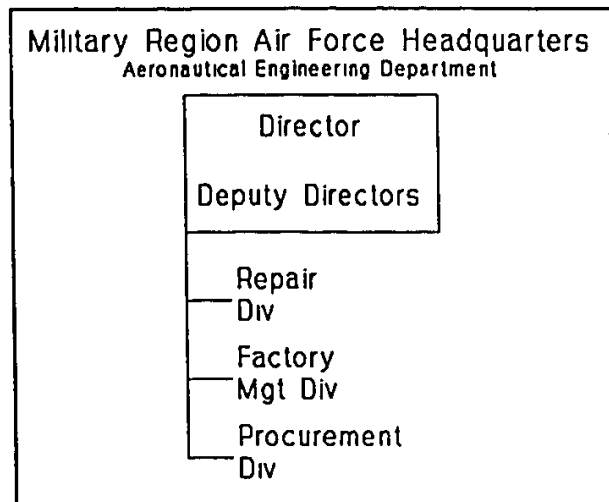 Military Region Air Force Headquarters
Aeronautical Engineering Department
Director
Deputy Directors
Repair
Div
Factory
Mgt Div
Procurement
Div